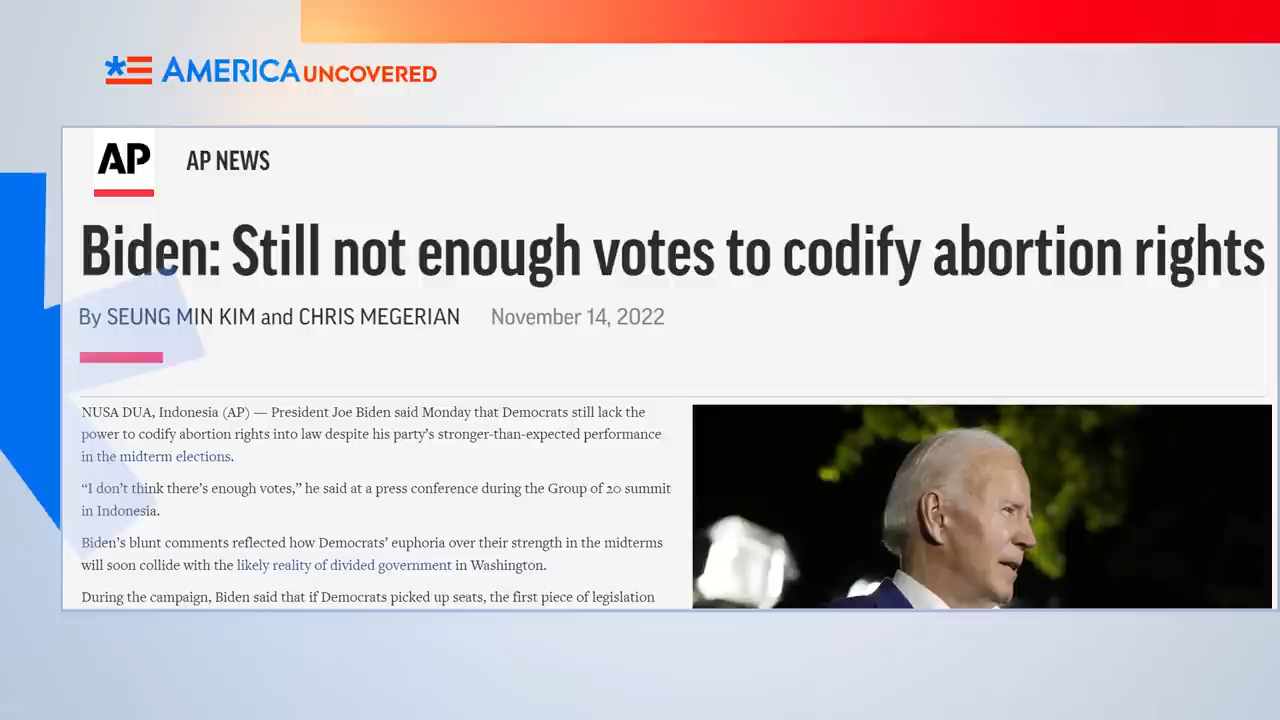 AMERICA UNCOVERED
AP AP NEWS
Biden: Still not enough votes to codify abortion rights
By SEUNG MIN KIM and CHRIS MEGERIAN November 14, 2022
NUSA DUA, Indonesia (AP) — President Joe Biden said Monday that Democrats still lack the
power to codify abortion rights into law despite his party’s stronger-than-expected performance
in the midterm elections.
“I don’t think there’s enough votes,” he said at a press conference during the Group of 20 summit
in Indonesia.
Biden’s blunt comments reflected how Democrats’ euphoria over their strength in the midterms
will soon collide with the likely reality of divided government in Washington.
During the campaign, Biden said that if Democrats picked up seats, the first piece of legislation